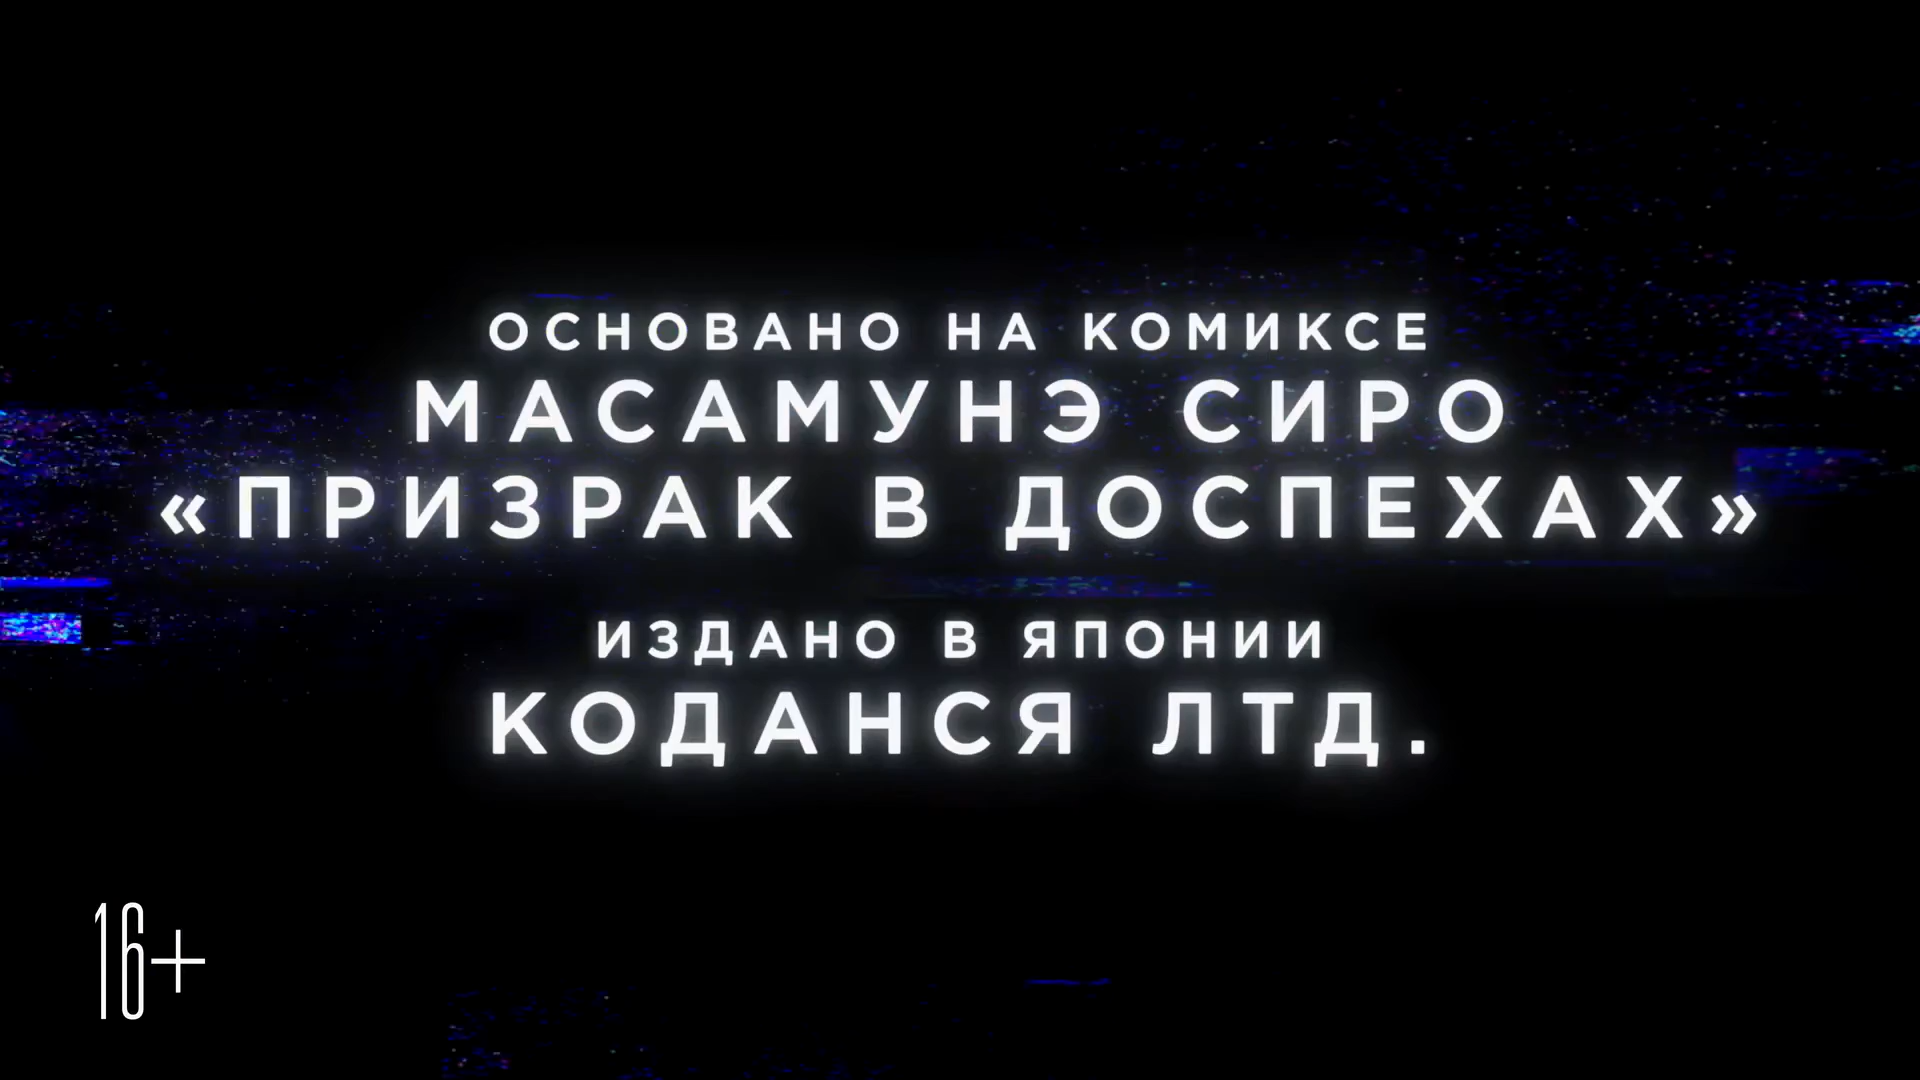 ОСНОВАНО НА КОМИКСЕ
МАСАМУНЭ СИРО
«ПРИЗРАК В ДОСПЕХАХ»
ИЗДАНО В ЯПОНИИ
КОДАНСЯ ЛТД.
16+